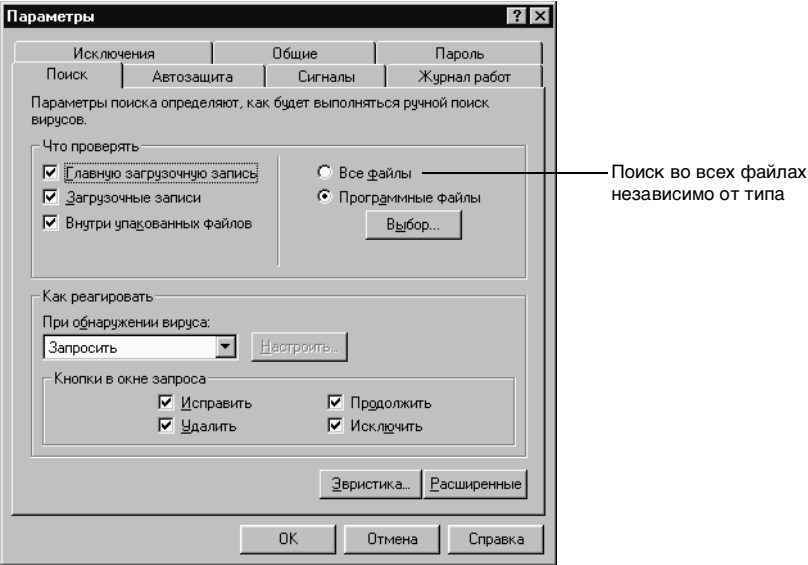 Параметры
Исключения
Общие
Пароль
Поиск
Автозащита
Сигналы
Журнал работ
Параметры поиска определяют, как будет выполняться ручной поиск
вирусов.
Что проверять
Главную загрузочную запись
Загрузочные записи
Внутри упакованных файлов
Все файлы
Программные файлы
Выбор...
Поиск во всех файлах
независимо от типа
Как реагировать
При обнаружении вируса:
Запросить
Настроить...
Кнопки в окне запроса
Исправить
Продолжить
Удалить
Исключить
Эвристика...
Расширенные
OK
Отмена
Справка